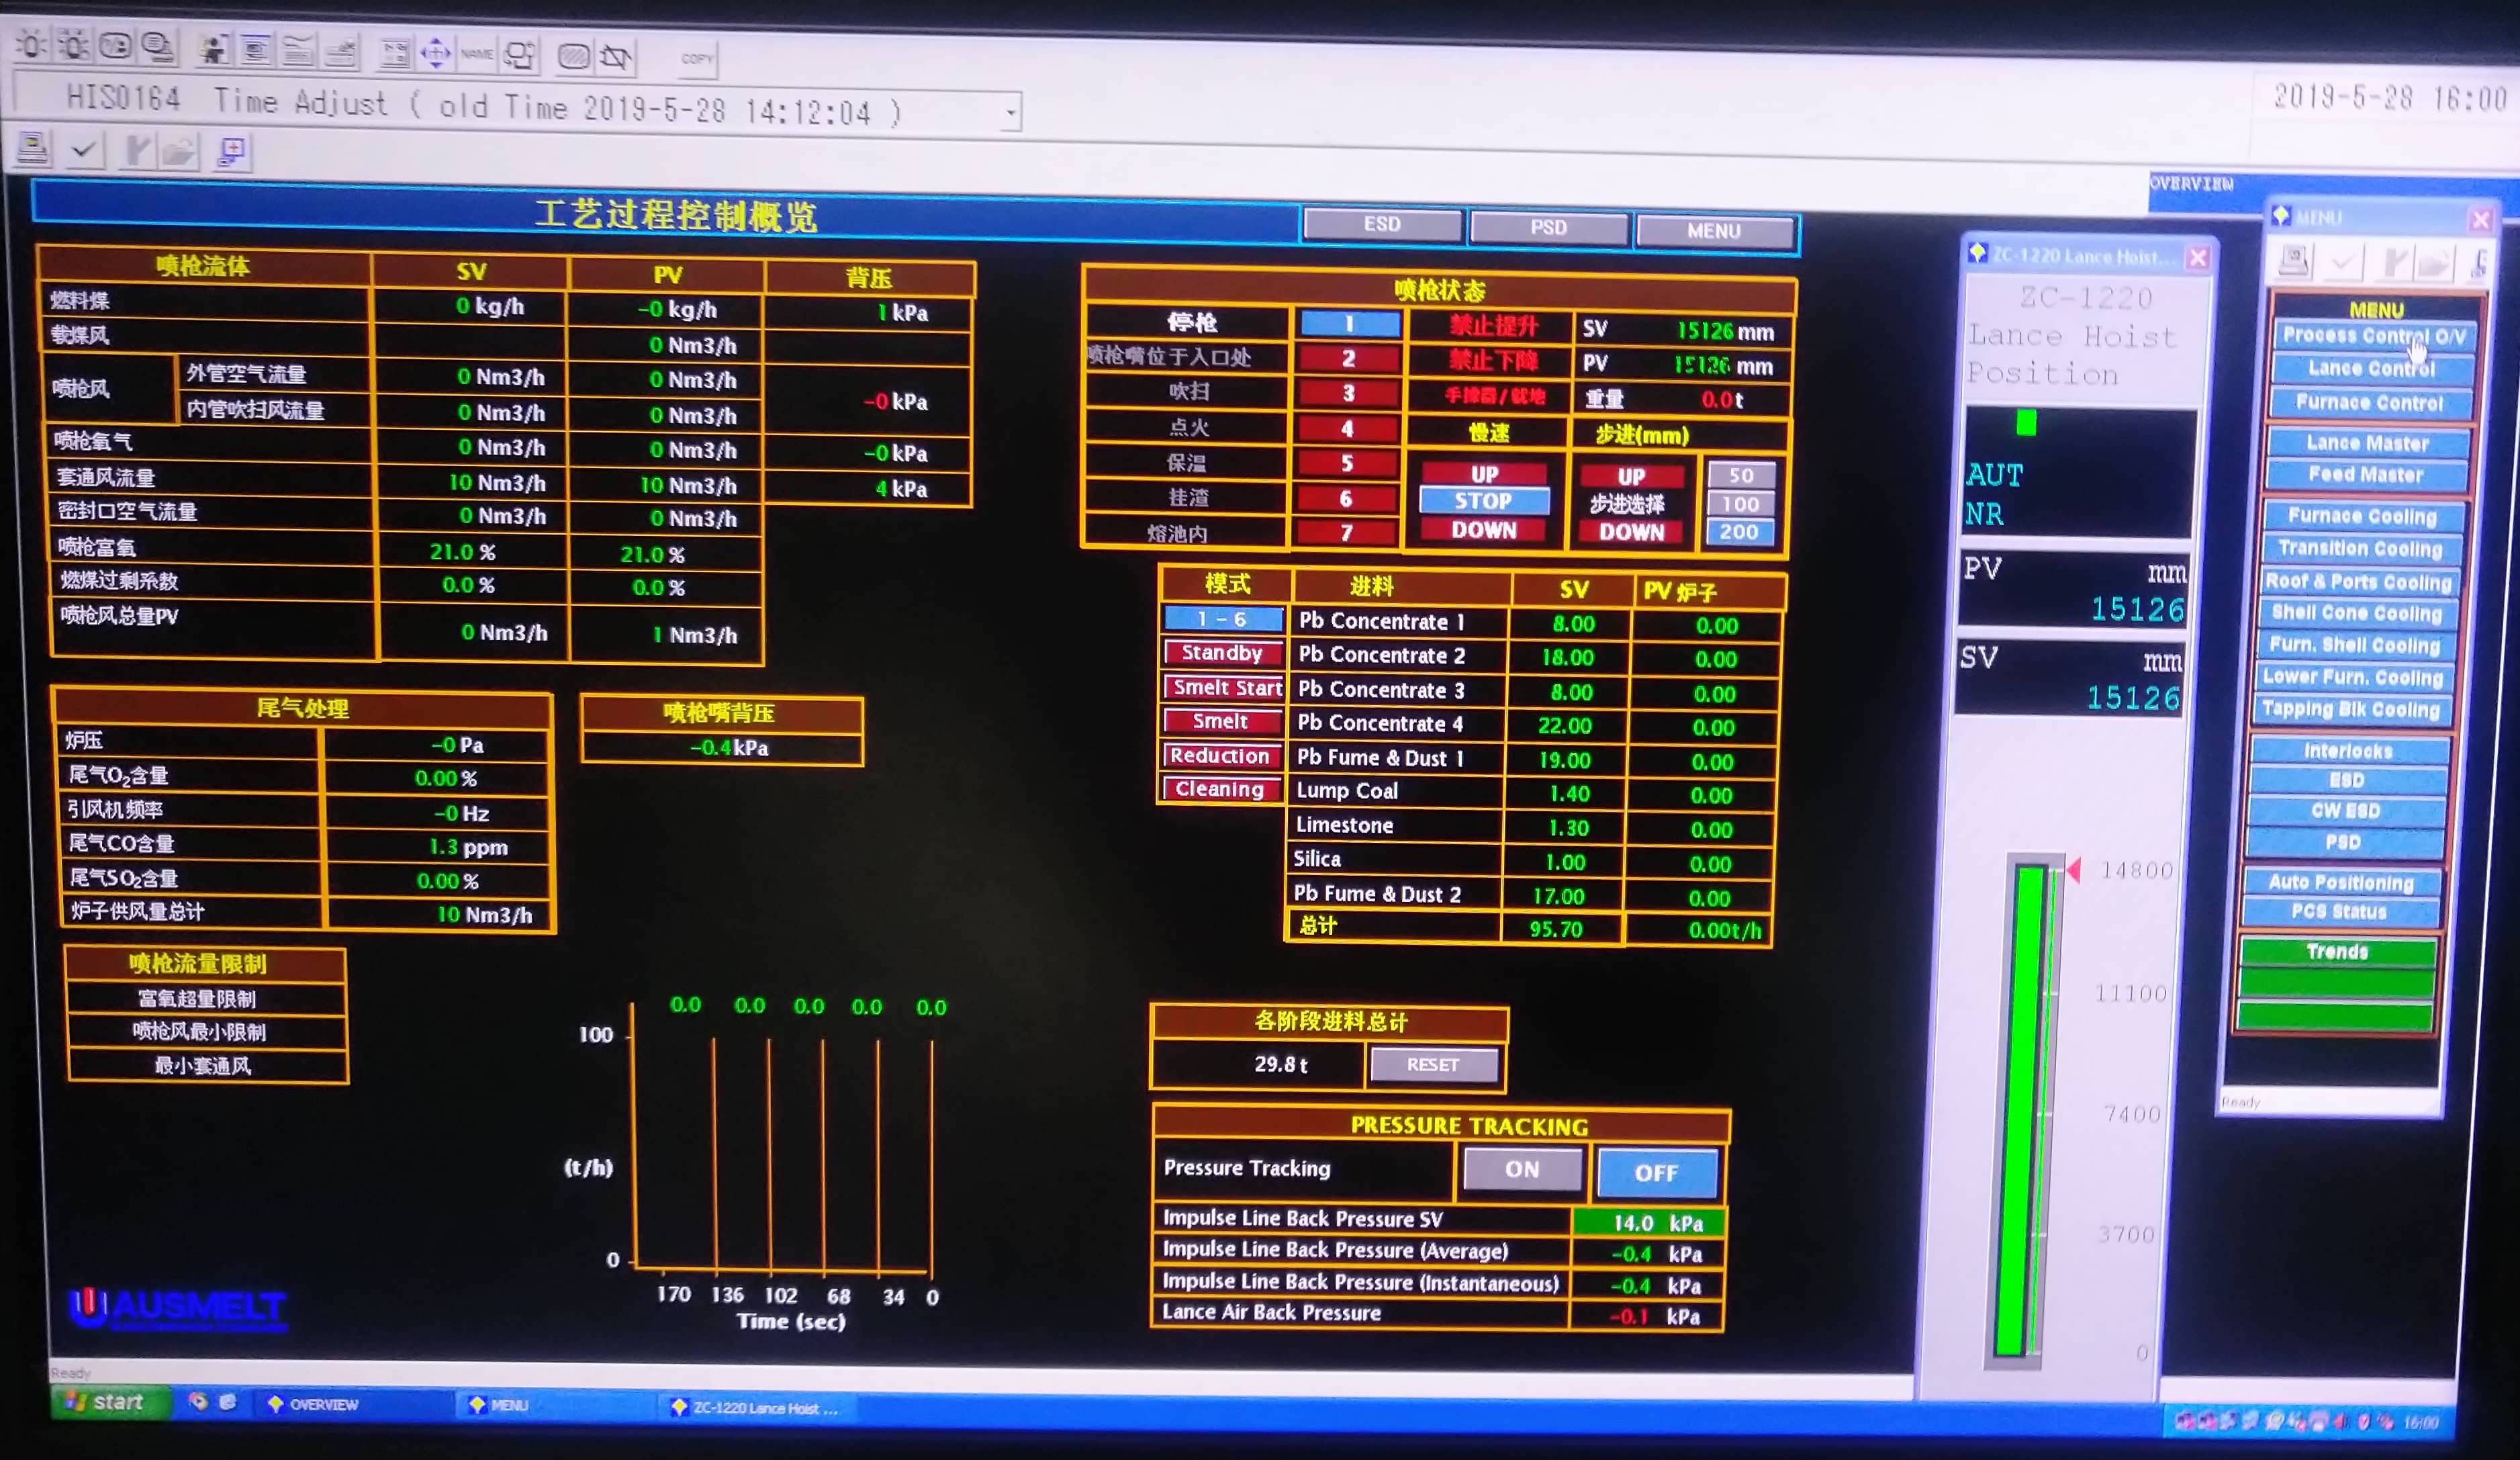 NAME
COPY
HIS0164 Time Adjust ( old Time 2019-5-28 14:12:04 )
2019-5-28 16:00
OVERVIEW
工艺过程控制概览 ESD PSD MENU
喷枪流体 SV PV 背压
燃料煤 0 kg/h -0 kg/h 1 kPa
载煤风 0 Nm3/h
喷枪风 外管空气流量 0 Nm3/h 0 Nm3/h -0 kPa
内管吹扫风流量 0 Nm3/h 0 Nm3/h
喷枪氧气 0 Nm3/h 0 Nm3/h -0 kPa
套通风流量 10 Nm3/h 10 Nm3/h 4 kPa
密封口空气流量 0 Nm3/h 0 Nm3/h
喷枪富氧 21.0 % 21.0 %
燃煤过剩系数 0.0 % 0.0 %
喷枪风总量PV 0 Nm3/h 1 Nm3/h
尾气处理
炉压 -0 Pa
尾气O₂含量 0.00 %
引风机频率 -0 Hz
尾气CO含量 1.3 ppm
尾气SO₂含量 0.00 %
炉子供风量总计 10 Nm3/h
喷枪嘴背压
-0.4kPa
喷枪流量限制
富氧超量限制
喷枪风最小限制
最小套通风
0.0 0.0 0.0 0.0 0.0
100
(t/h)
0
170 136 102 68 34 0
Time (sec)
AUSMELT
喷枪状态
停枪 1 禁止提升 SV 15126 mm
喷枪嘴位于入口处 2 禁止下降 PV 15126 mm
吹扫 3 重量 0.0 t
点火 4 慢速 步进(mm)
保温 5 UP UP 50
挂渣 6 STOP 步进选择 100
熔池内 7 DOWN DOWN 200
模式 进料 SV PV 炉子
1 - 6 Pb Concentrate 1 8.00 0.00
Standby Pb Concentrate 2 18.00 0.00
Smelt Start Pb Concentrate 3 8.00 0.00
Smelt Pb Concentrate 4 22.00 0.00
Reduction Pb Fume & Dust 1 19.00 0.00
Cleaning Lump Coal 1.40 0.00
Limestone 1.30 0.00
Silica 1.00 0.00
Pb Fume & Dust 2 17.00 0.00
总计 95.70 0.00t/h
各阶段进料总计
29.8 t RESET
PRESSURE TRACKING
Pressure Tracking ON OFF
Impulse Line Back Pressure SV 14.0 kPa
Impulse Line Back Pressure (Average) -0.4 kPa
Impulse Line Back Pressure (Instantaneous) -0.4 kPa
Lance Air Back Pressure -0.1 kPa
ZC-1220 Lance Hoist...
ZC-1220
Lance Hoist
Position
AUT
NR
PV mm
15126
SV mm
15126
14800
11100
7400
3700
0
MENU
MENU
Process Control O/V
Lance Control
Furnace Control
Lance Master
Feed Master
Furnace Cooling
Transition Cooling
Roof & Ports Cooling
Shell Cone Cooling
Furn. Shell Cooling
Lower Furn. Cooling
Tapping Blk Cooling
Interlocks
ESD
CW ESD
PSD
Auto Positioning
PCS Status
Trends
Ready
Ready
start OVERVIEW MENU ZC-1220 Lance Hoist ... 16:00